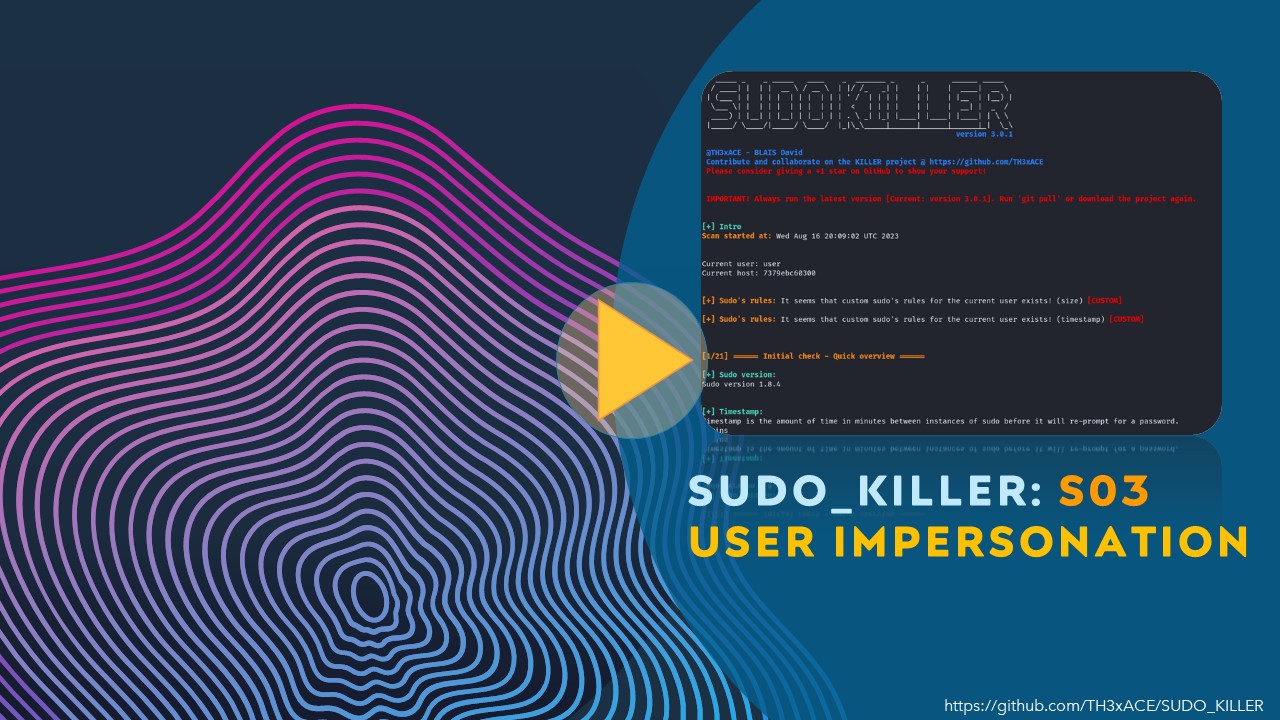 SUDOKILLER
version 3.0.1
@TH3xACE - BLAIS David
Contribute and collaborate on the KILLER project @ https://github.com/TH3xACE
Please consider giving a +1 star on GitHub to show your support!
IMPORTANT! Always run the latest version [Current: version 3.0.1]. Run 'git pull' or download the project again.
[+] Intro
Scan started at: Wed Aug 16 20:09:02 UTC 2023
Current user: user
Current host: 7379ebc60300
[+] Sudo's rules: It seems that custom sudo's rules for the current user exists! (size) [CUSTOM]
[+] Sudo's rules: It seems that custom sudo's rules for the current user exists! (timestamp) [CUSTOM]
[1/21] ====== Initial check - Quick overview ======
[+] Sudo version:
Sudo version 1.8.4
[+] Timestamp:
Timestamp is the amount of time in minutes between instances of sudo before it will re-prompt for a password.
SUDO_KILLER: S03
USER IMPERSONATION
https://github.com/TH3xACE/SUDO_KILLER